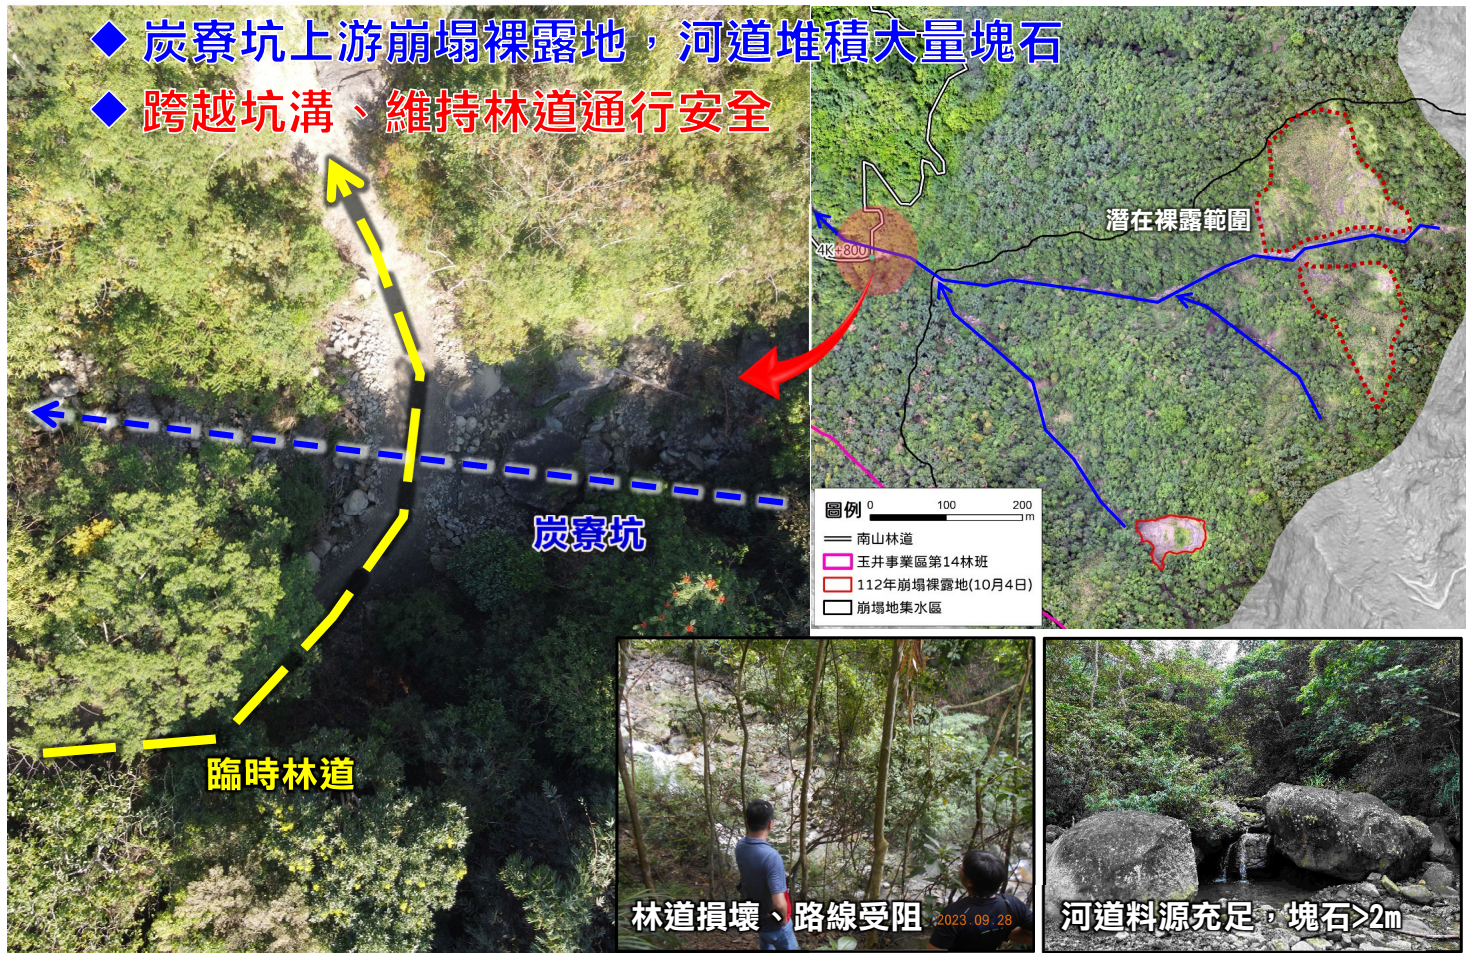 炭寮坑上游崩塌裸露地，河道堆積大量塊石
跨越坑溝、維持林道通行安全
潛在裸露範圍
4K+800
炭寮坑
臨時林道
圖例
0 100 200
m
南山林道
玉井事業區第14林班
112年崩塌裸露地(10月4日)
崩塌地集水區
林道損壞、路線受阻
2023.09.28
河道料源充足，塊石>2m